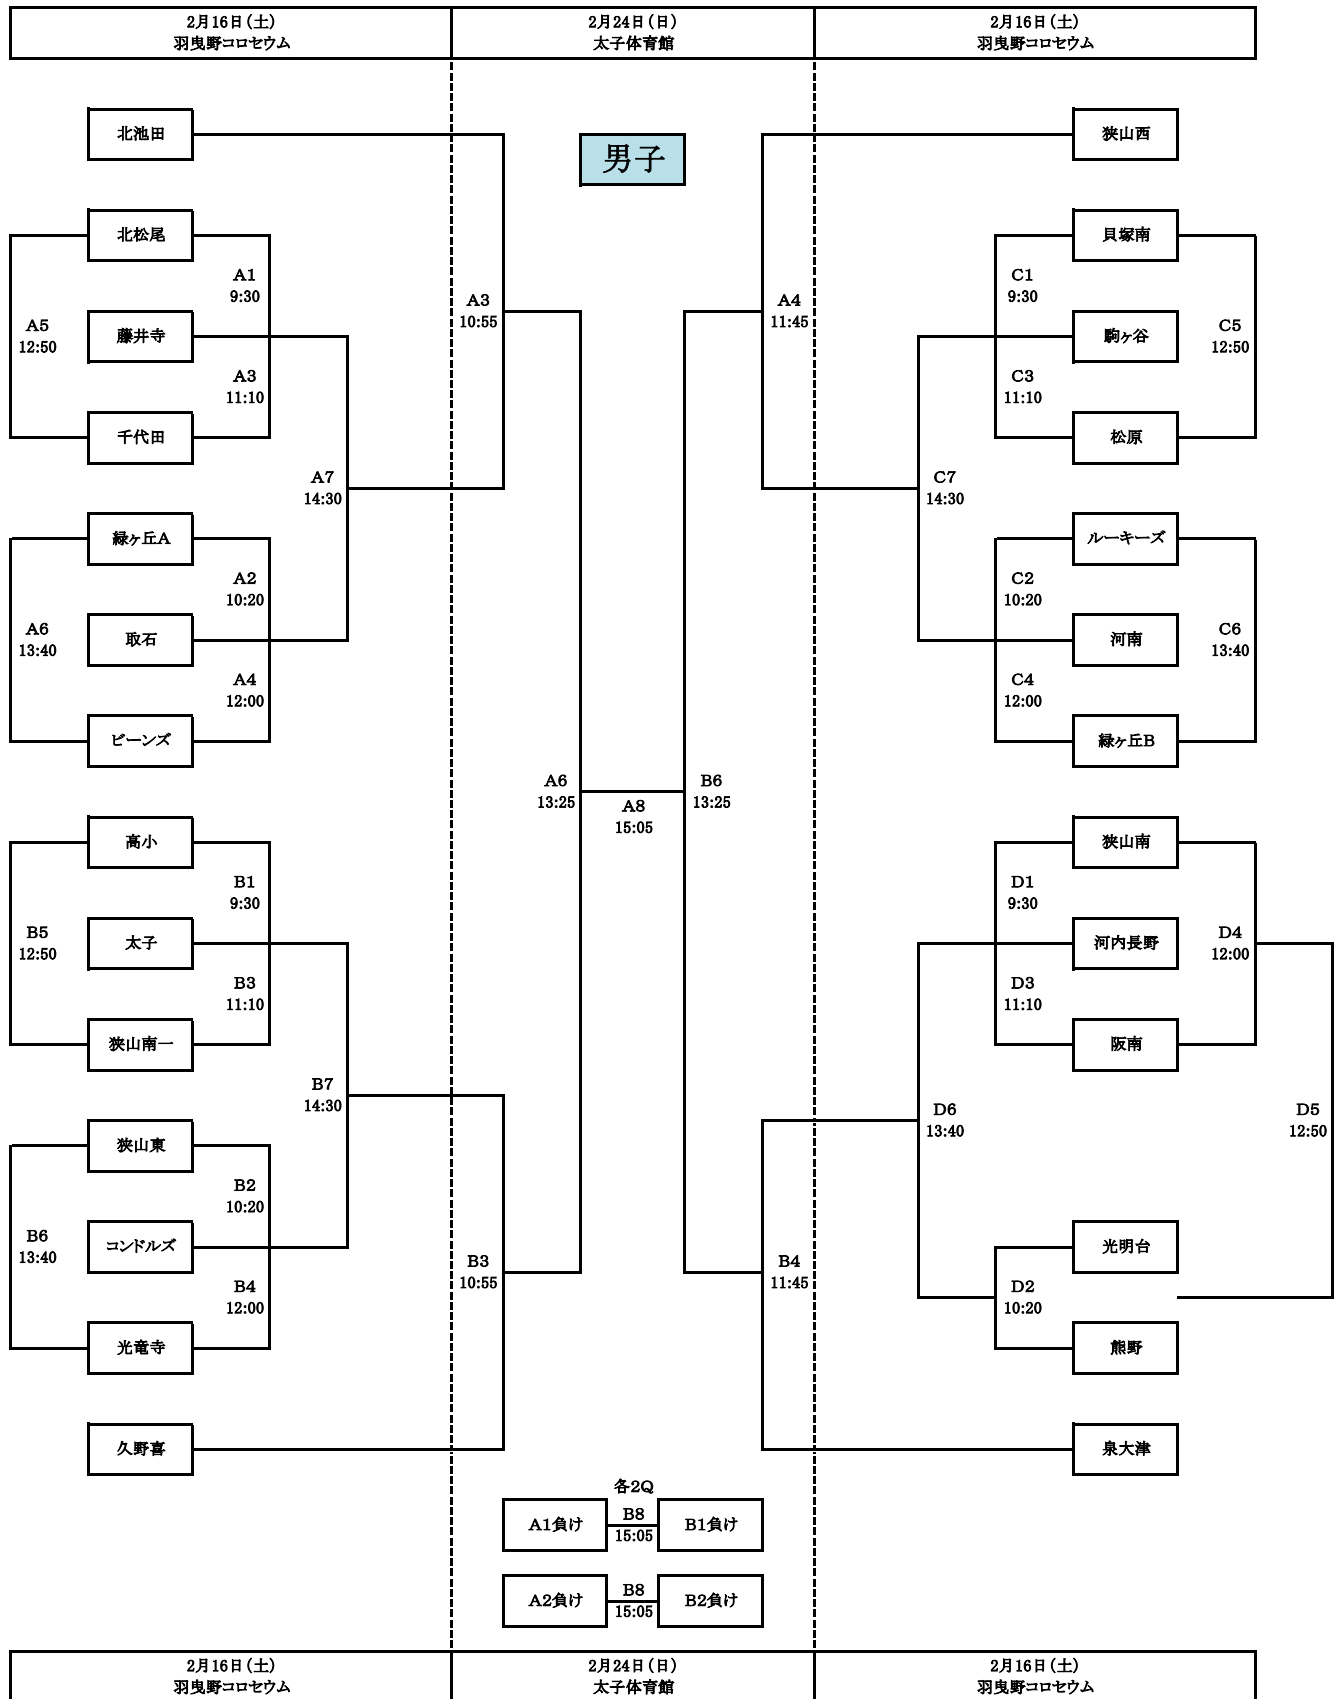 2月16日(土)
羽曳野コロセウム
2月24日(日)
太子体育館
2月16日(土)
羽曳野コロセウム
北池田
男子
狭山西
北松尾
貝塚南
A1
9:30
C1
9:30
A3
10:55
A4
11:45
A5
12:50
藤井寺
駒ヶ谷
C5
12:50
A3
11:10
C3
11:10
千代田
松原
A7
14:30
C7
14:30
緑ヶ丘A
ルーキーズ
A2
10:20
C2
10:20
A6
13:40
取石
河南
C6
13:40
A4
12:00
C4
12:00
ビーンズ
緑ヶ丘B
A6
13:25
A8
15:05
B6
13:25
高小
狭山南
B1
9:30
D1
9:30
B5
12:50
太子
河内長野
D4
12:00
B3
11:10
D3
11:10
狭山南一
阪南
B7
14:30
D6
13:40
D5
12:50
狭山東
B2
10:20
B6
13:40
コンドルズ
光明台
B3
10:55
B4
11:45
B4
12:00
D2
10:20
光竜寺
熊野
久野喜
泉大津
各2Q
A1負け
B8
15:05
B1負け
A2負け
B8
15:05
B2負け
2月16日(土)
羽曳野コロセウム
2月24日(日)
太子体育館
2月16日(土)
羽曳野コロセウム